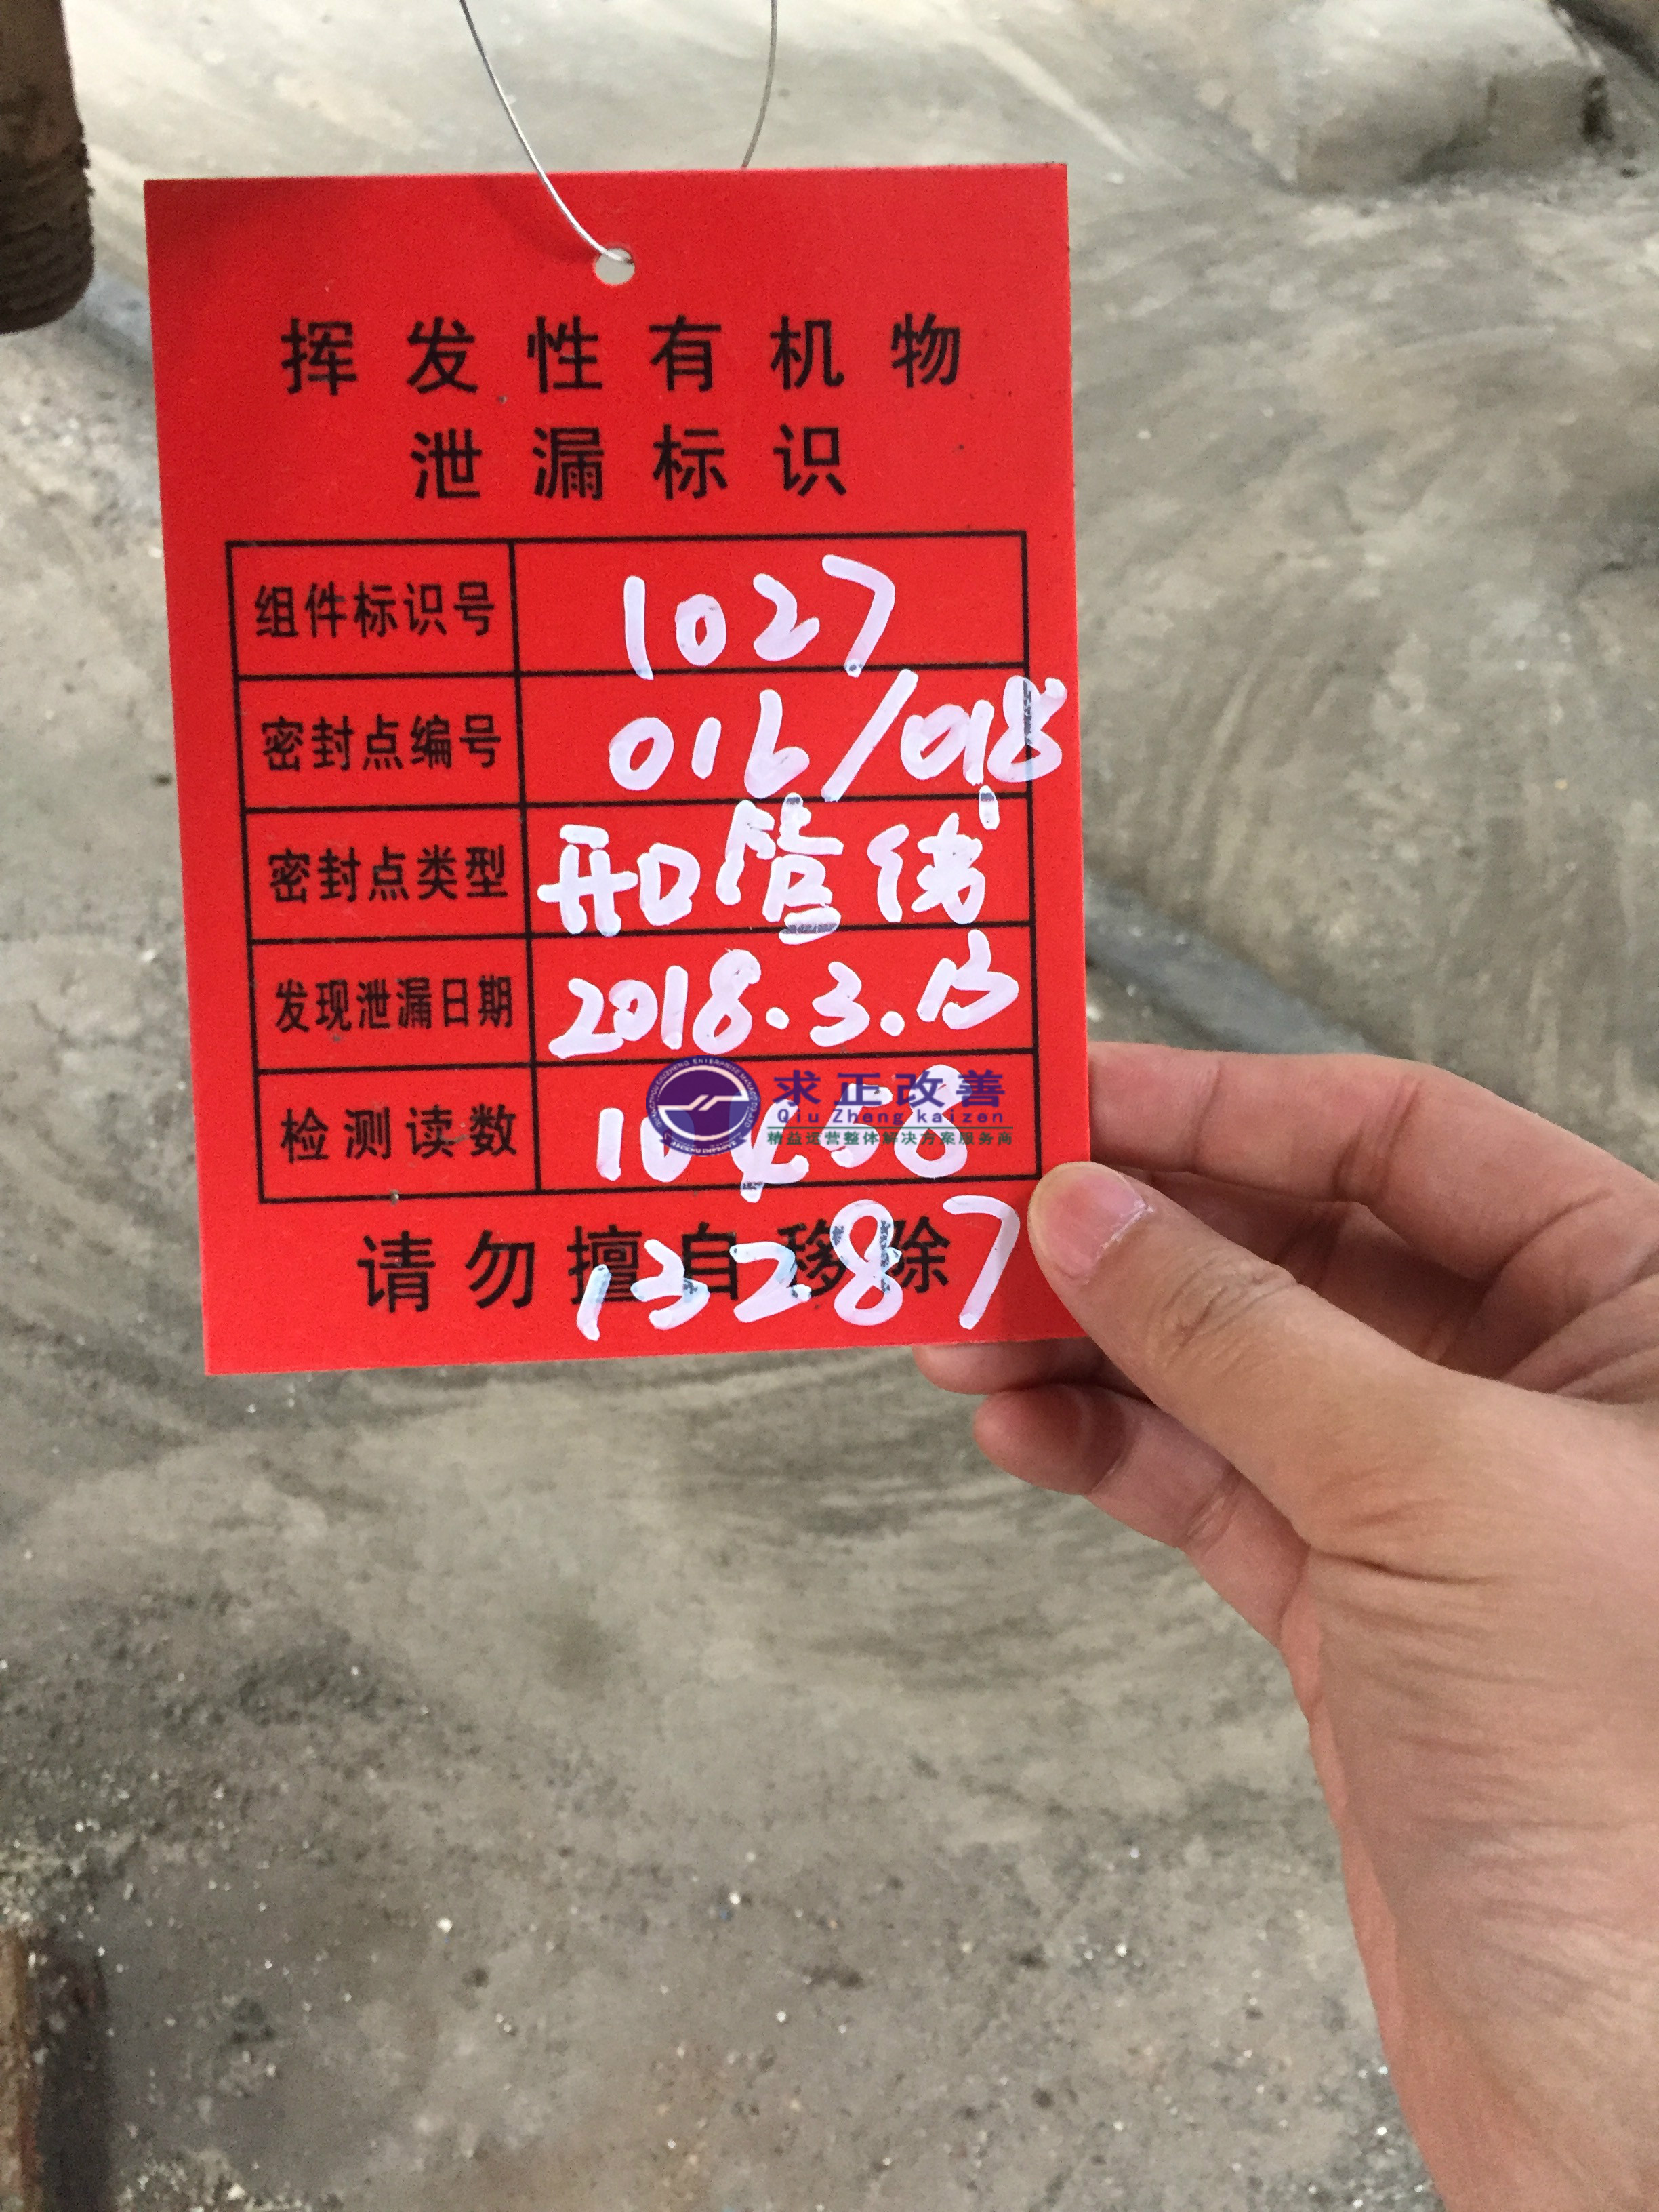 挥发性有机物
泄漏标识
组件标识号 1027
密封点编号 016/018
密封点类型 开口管线
发现泄漏日期 2018.3.13
检测读数
求正改善
Qiu Zheng kaizen
精益运营整体解决方案服务商
请勿擅自移除
13287